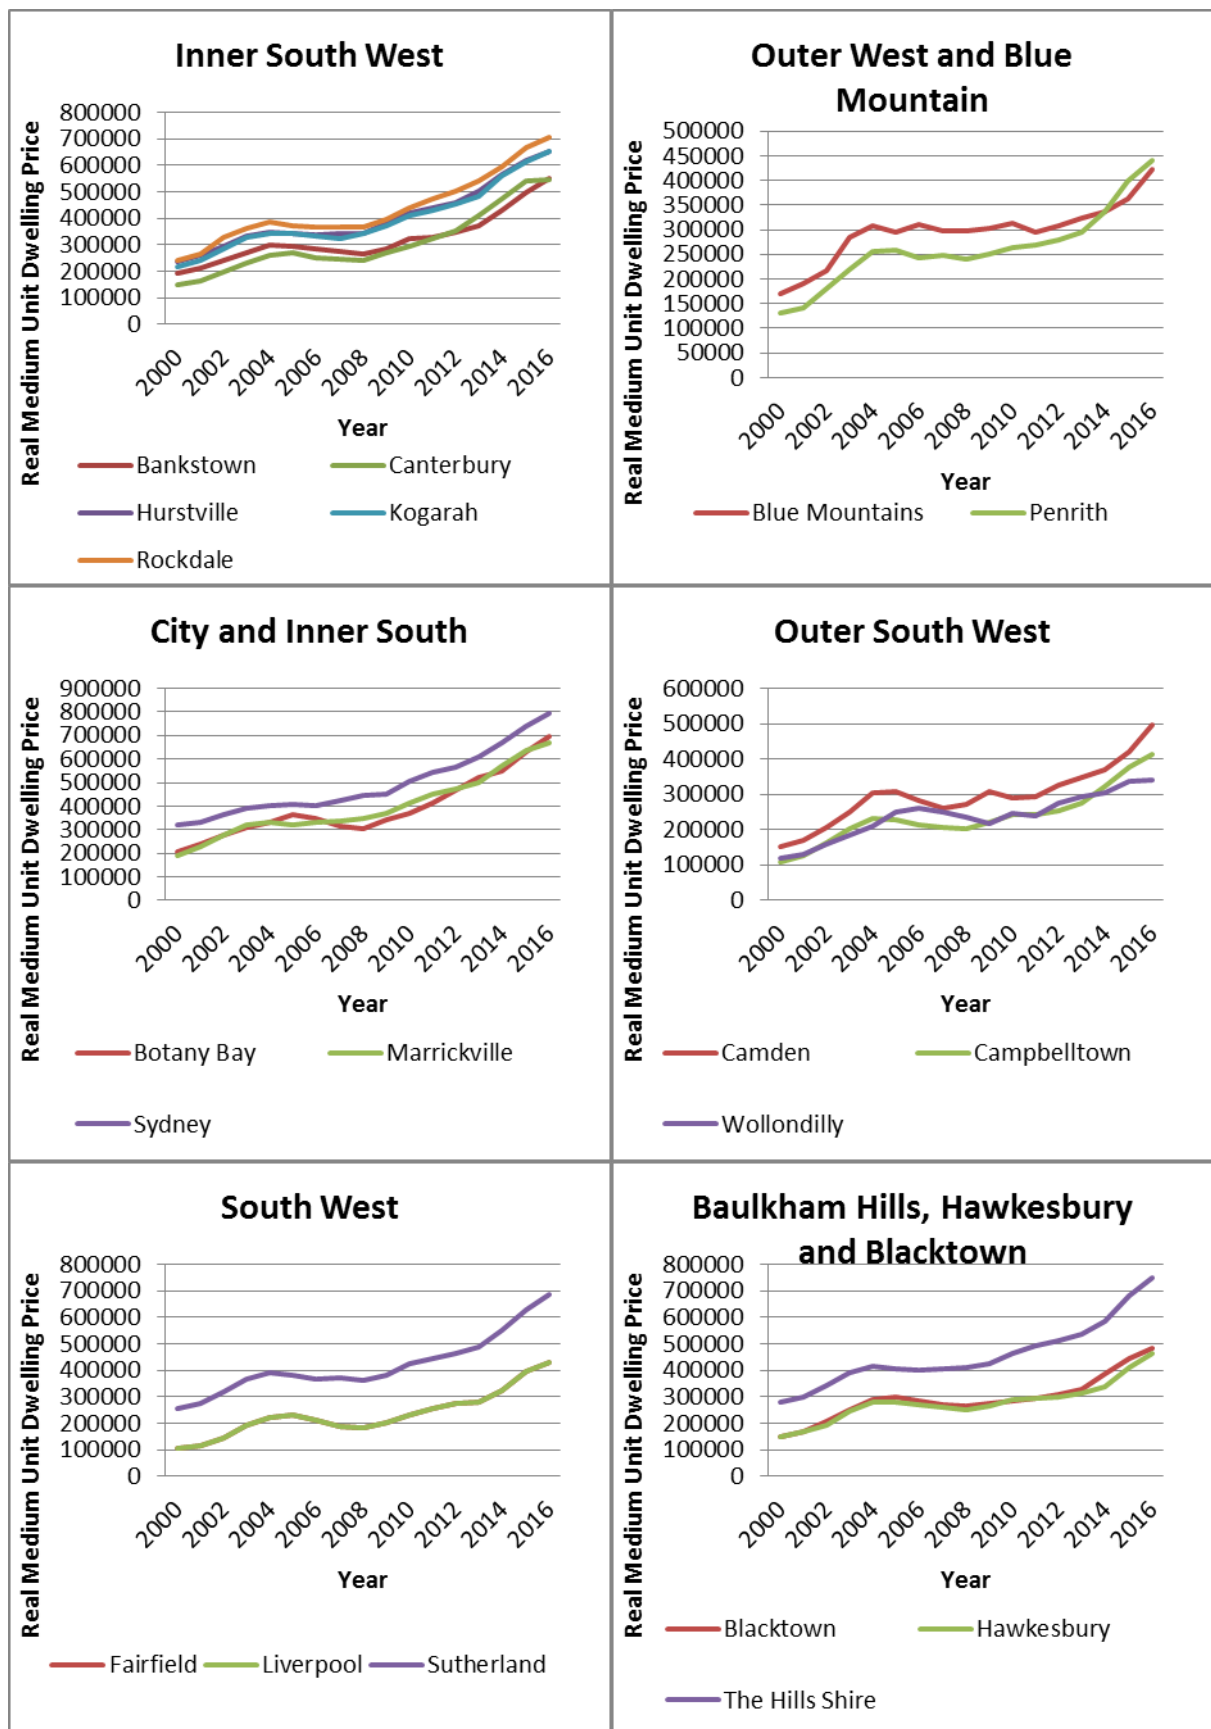 Inner South West
Real Medium Unit Dwelling Price
800000
700000
600000
500000
400000
300000
200000
100000
0
2000
2002
2004
2006
2008
2010
2012
2014
2016
Year
Bankstown
Canterbury
Hurstville
Kogarah
Rockdale
Outer West and Blue
Mountain
Real Medium Unit Dwelling Price
500000
450000
400000
350000
300000
250000
200000
150000
100000
50000
0
2000
2002
2004
2006
2008
2010
2012
2014
2016
Year
Blue Mountains
Penrith
City and Inner South
Real Medium Unit Dwelling Price
900000
800000
700000
600000
500000
400000
300000
200000
100000
0
2000
2002
2004
2006
2008
2010
2012
2014
2016
Year
Botany Bay
Marrickville
Sydney
Outer South West
Real Medium Unit Dwelling Price
600000
500000
400000
300000
200000
100000
0
2000
2002
2004
2006
2008
2010
2012
2014
2016
Year
Camden
Campbelltown
Wollondilly
South West
Real Medium Unit Dwelling Price
800000
700000
600000
500000
400000
300000
200000
100000
0
2000
2002
2004
2006
2008
2010
2012
2014
2016
Year
Fairfield
Liverpool
Sutherland
Baulkham Hills, Hawkesbury
and Blacktown
Real Medium Unit Dwelling Price
800000
700000
600000
500000
400000
300000
200000
100000
0
2000
2002
2004
2006
2008
2010
2012
2014
2016
Year
Blacktown
Hawkesbury
The Hills Shire